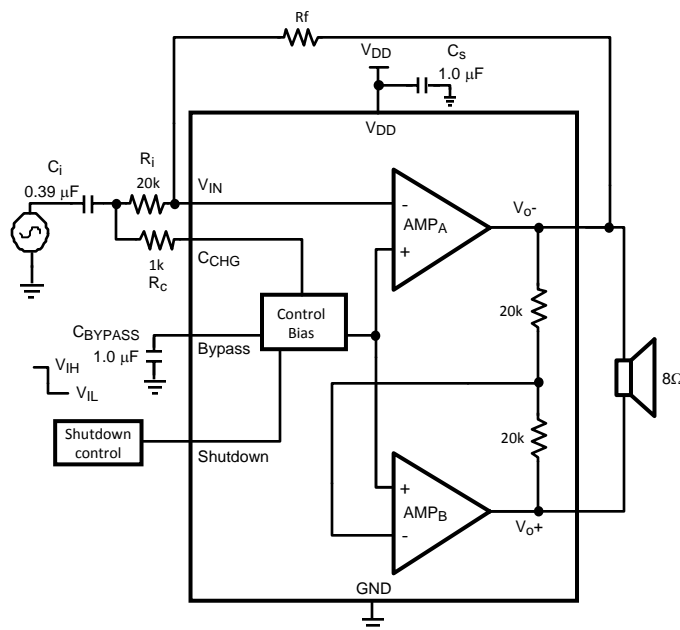 Rf
VDD
Cs
1.0 μF
VDD
Ci
0.39 μF
Ri
20k
VIN
1k
Rc
CCHG
-
+
AMPA
Vo-
20k
Control
Bias
CBYPASS
1.0 μF
Bypass
VIH
VIL
8Ω
Shutdown
control
Shutdown
20k
+
-
AMPB
Vo+
GND